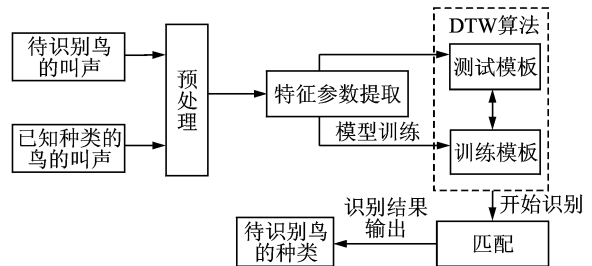 待识别鸟
的叫声
已知种类的
鸟的叫声
预
处
理
特征参数提取
模型训练
DTW算法
测试模板
训练模板
开始识别
匹配
识别结果
输出
待识别鸟
的种类